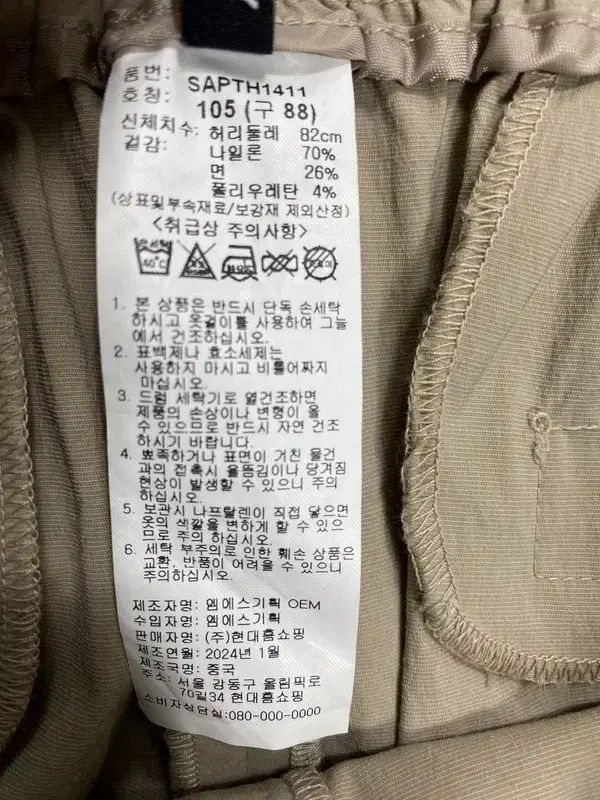 품번: SAPTH1411
호칭: 105 (구 88)
신체치수: 허리둘레 82cm
겉감: 나일론 70%
면 26%
폴리우레탄 4%
(상표및부속재료/보강재 제외산정)
<취급상 주의사항>
40°C
1. 본 상품은 반드시 단독 손세탁
하시고 옷걸이를 사용하여 그늘
에서 건조하십시오.
2. 표백제나 효소세제는
사용하지 마시고 비틀어짜지
마십시오.
3. 드럼 세탁기로 열건조하면
제품의 손상이나 변형이 올
수 있으므로 반드시 자연 건조
하시기 바랍니다.
4. 뾰족하거나 표면이 거친 물건
과의 접촉시 올뜯김이나 당겨짐
현상이 발생할 수 있으니 주의
하십시오.
5. 보관시 나프탈렌이 직접 닿으면
옷의 색깔을 변하게 할 수 있으
므로 주의 하십시오.
6. 세탁 부주의로 인한 훼손 상품은
교환, 반품이 어려울 수 있으니
주의하십시오.
제조자명: 엠에스기획 OEM
수입자명: 엠에스기획
판매자명: (주)현대홈쇼핑
제조연월: 2024년 1월
제조국명: 중국
주소: 서울 강동구 올림픽로
70길34 현대홈쇼핑
소비자상담실:080-000-0000